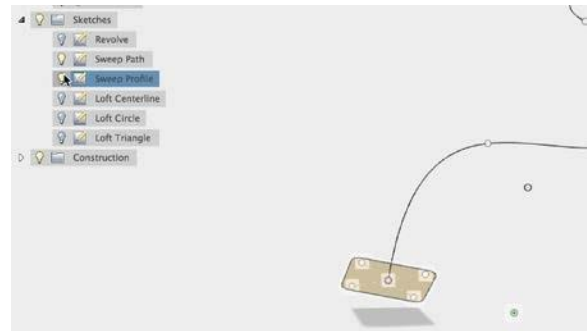 Sketches
Revolve
Sweep Path
Sweep Profile
Loft Centerline
Loft Circle
Loft Triangle
Construction